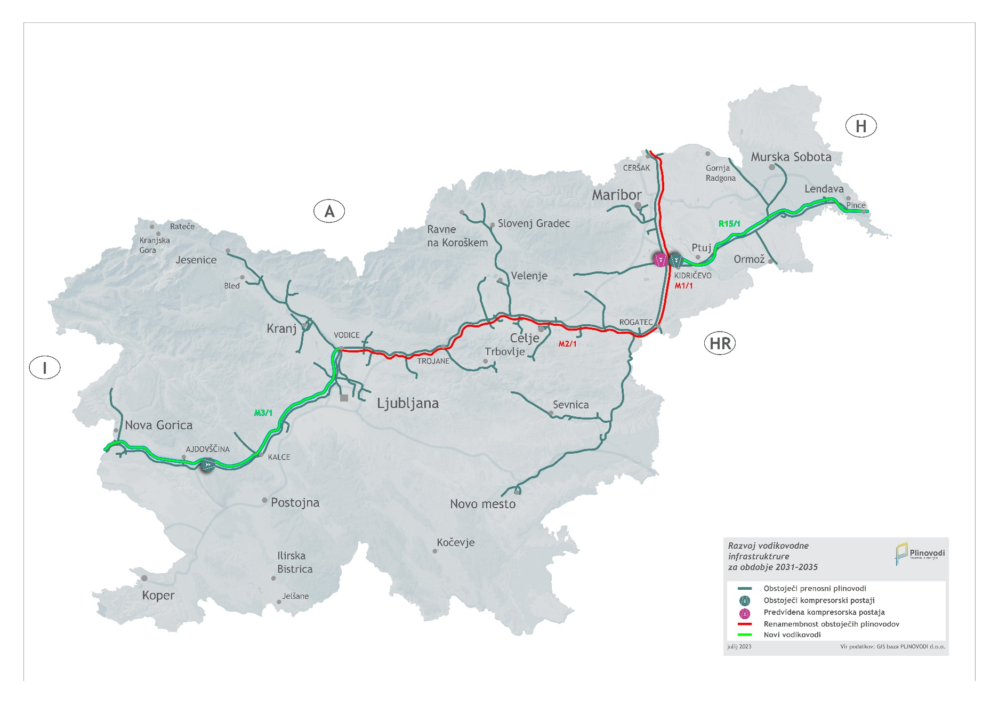 H
Murska Sobota
CERŠAK
Gornja
Radgona
Lendava
Maribor
Pince
A
R15/1
Slovenj Gradec
Ravne
na Koroškem
Rateče
Kranjska
Gora
Ptuj
Jesenice
Ormož
KIDRIČEVO
Velenje
M1/1
Bled
ROGATEC
Kranj
VODICE
Celje
M2/1
HR
Trbovlje
TROJANE
I
Ljubljana
Sevnica
M3/1
Nova Gorica
AJDOVŠČINA
KALCE
Postojna
Novo mesto
Kočevje
Ilirska
Bistrica
Koper
Jelšane
Razvoj vodikovodne
infrastruktrure
za obdobje 2031-2035
Plinovodi
Obstoječi prenosni plinovodi
Obstoječi kompresorski postaji
Predvidena kompresorska postaja
Renamembnost obstoječih plinovodov
Novi vodikovodi
julij 2023
Vir podatkov: GIS baza PLINOVODI d.o.o.